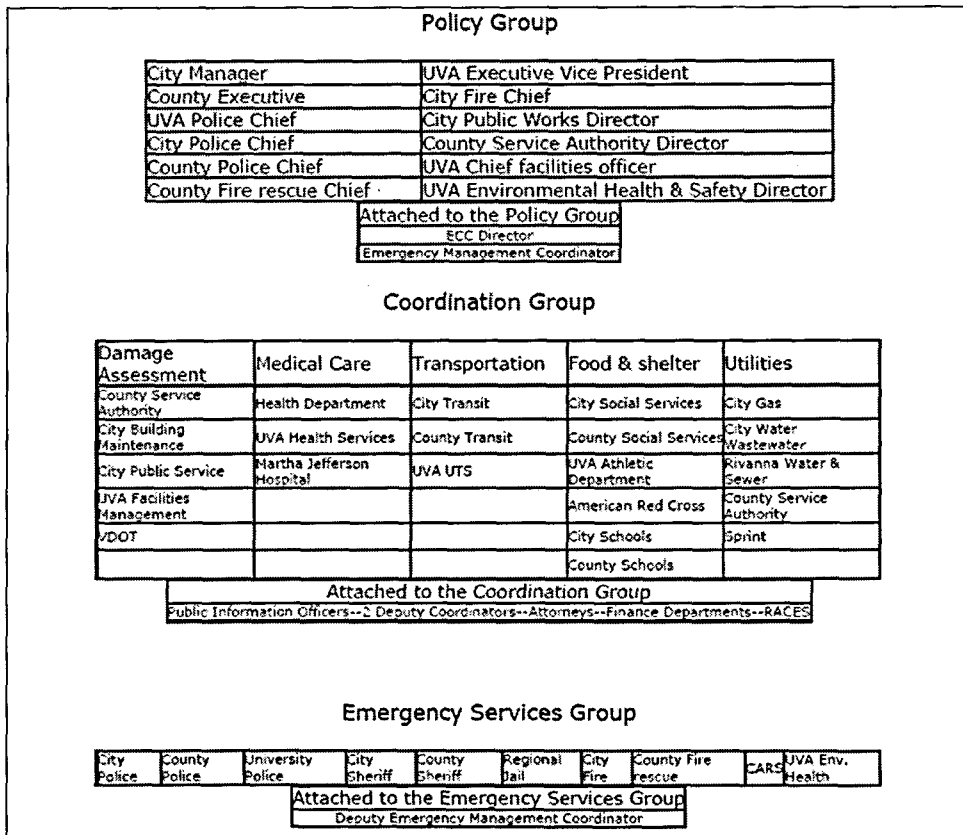 Policy Group
City Manager UVA Executive Vice President
County Executive City Fire Chief
UVA Police Chief City Public Works Director
City Police Chief County Service Authority Director
County Police Chief UVA Chief facilities officer
County Fire rescue Chief UVA Environmental Health & Safety Director
Attached to the Policy Group
ECC Director
Emergency Management Coordinator
Coordination Group
Damage Assessment Medical Care Transportation Food & shelter Utilities
County Service Authority Health Department City Transit City Social Services City Gas
City Building Maintenance UVA Health Services County Transit County Social Services City Water Wastewater
City Public Service Martha Jefferson Hospital UVA UTS UVA Athletic Department Rivanna Water & Sewer
UVA Facilities Management American Red Cross County Service Authority
VDOT City Schools Sprint
County Schools
Attached to the Coordination Group
Public Information Officers--2 Deputy Coordinators--Attorneys--Finance Departments--RACES
Emergency Services Group
City Police County Police University Police City Sheriff County Sheriff Regional Jail City Fire County Fire rescue CARS UVA Env. Health
Attached to the Emergency Services Group
Deputy Emergency Management Coordinator